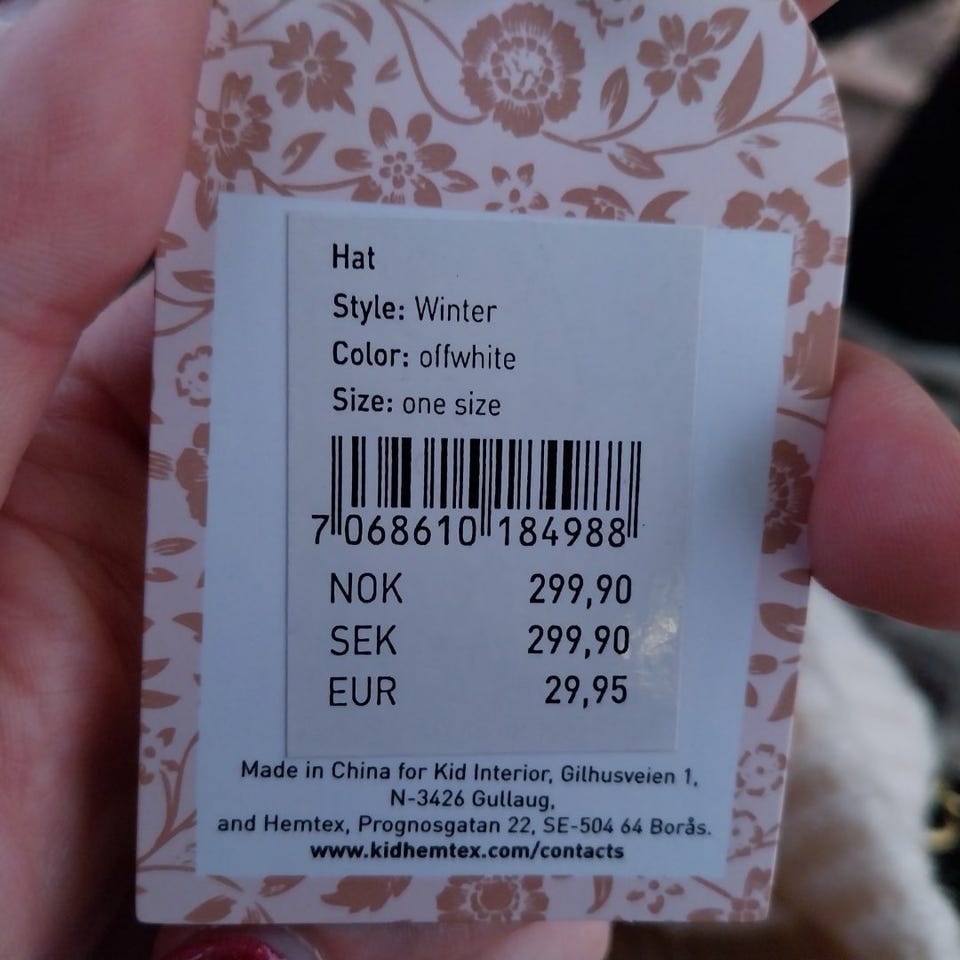 Hat
Style: Winter
Color: offwhite
Size: one size
7 068610 184988
NOK 299,90
SEK 299,90
EUR 29,95
Made in China for Kid Interior, Gilhusveien 1,
N-3426 Gullaug,
and Hemtex, Prognosgatan 22, SE-504 64 Borås.
www.kidhemtex.com/contacts